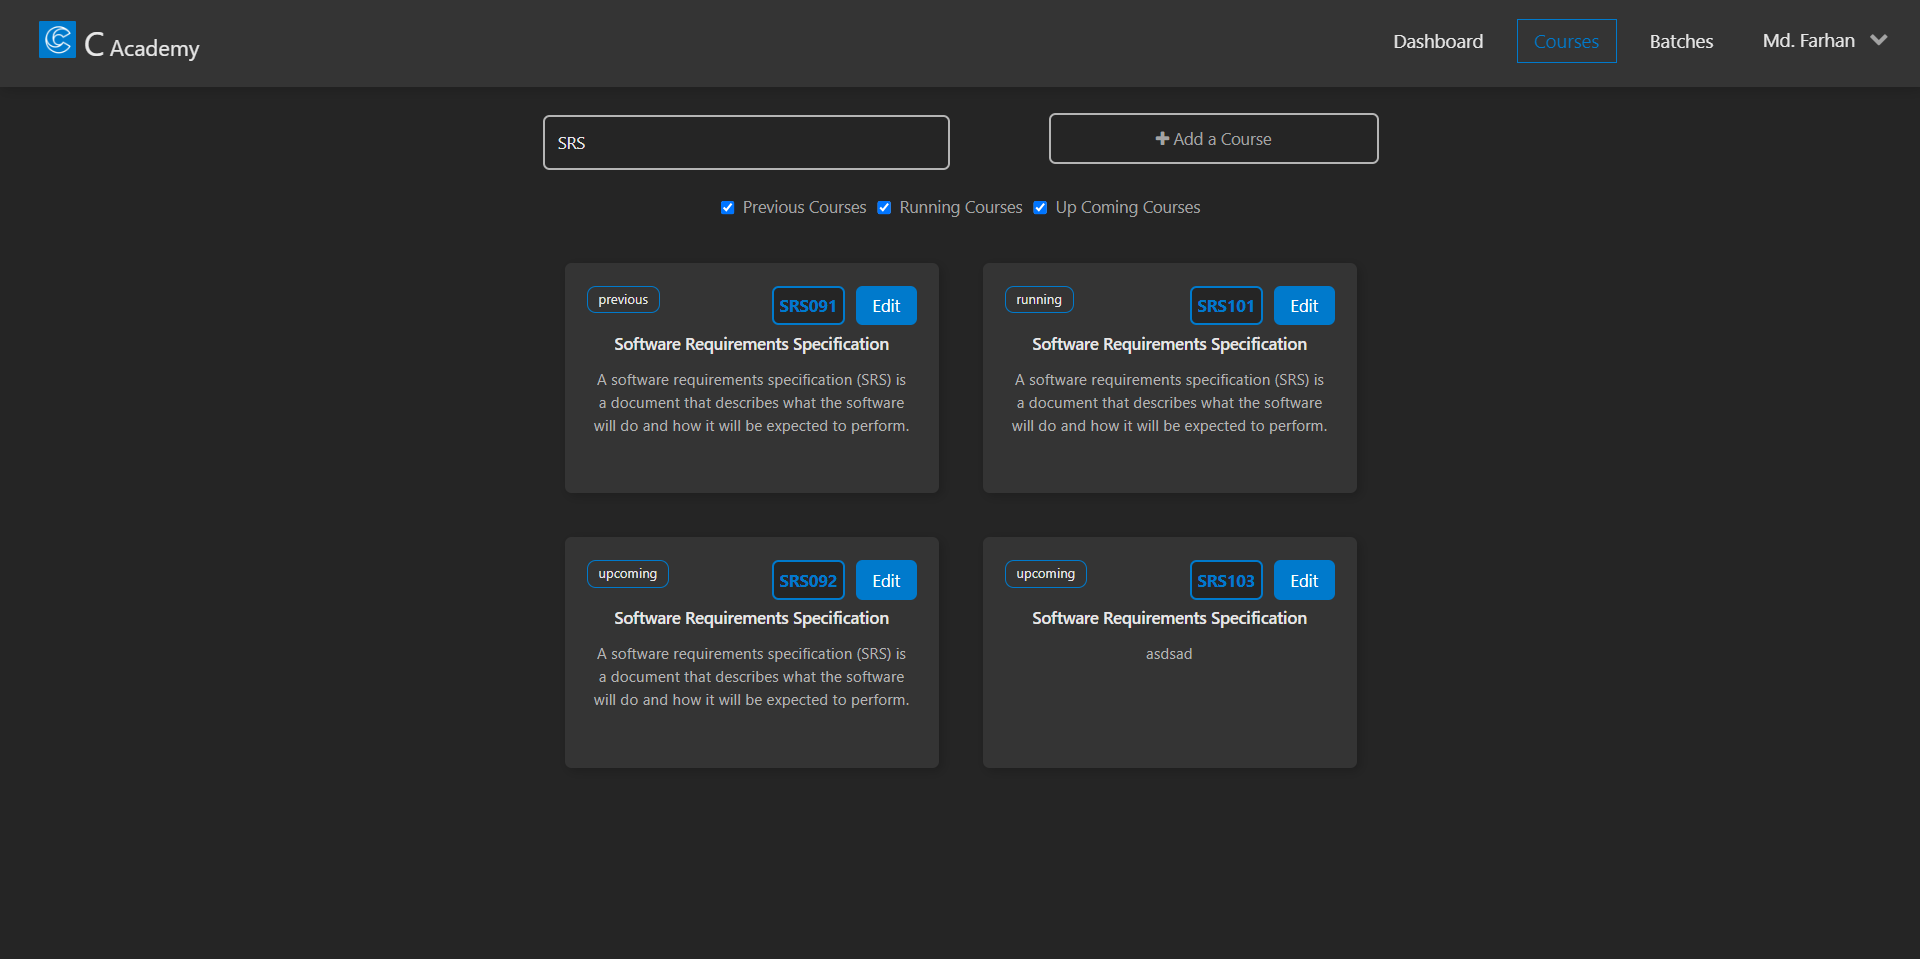 C Academy
Dashboard
Courses
Batches
Md. Farhan
SRS
Add a Course
Previous Courses
Running Courses
Up Coming Courses
previous
SRS091
Edit
Software Requirements Specification
A software requirements specification (SRS) is
a document that describes what the software
will do and how it will be expected to perform.
running
SRS101
Edit
Software Requirements Specification
A software requirements specification (SRS) is
a document that describes what the software
will do and how it will be expected to perform.
upcoming
SRS092
Edit
Software Requirements Specification
A software requirements specification (SRS) is
a document that describes what the software
will do and how it will be expected to perform.
upcoming
SRS103
Edit
Software Requirements Specification
asdsad